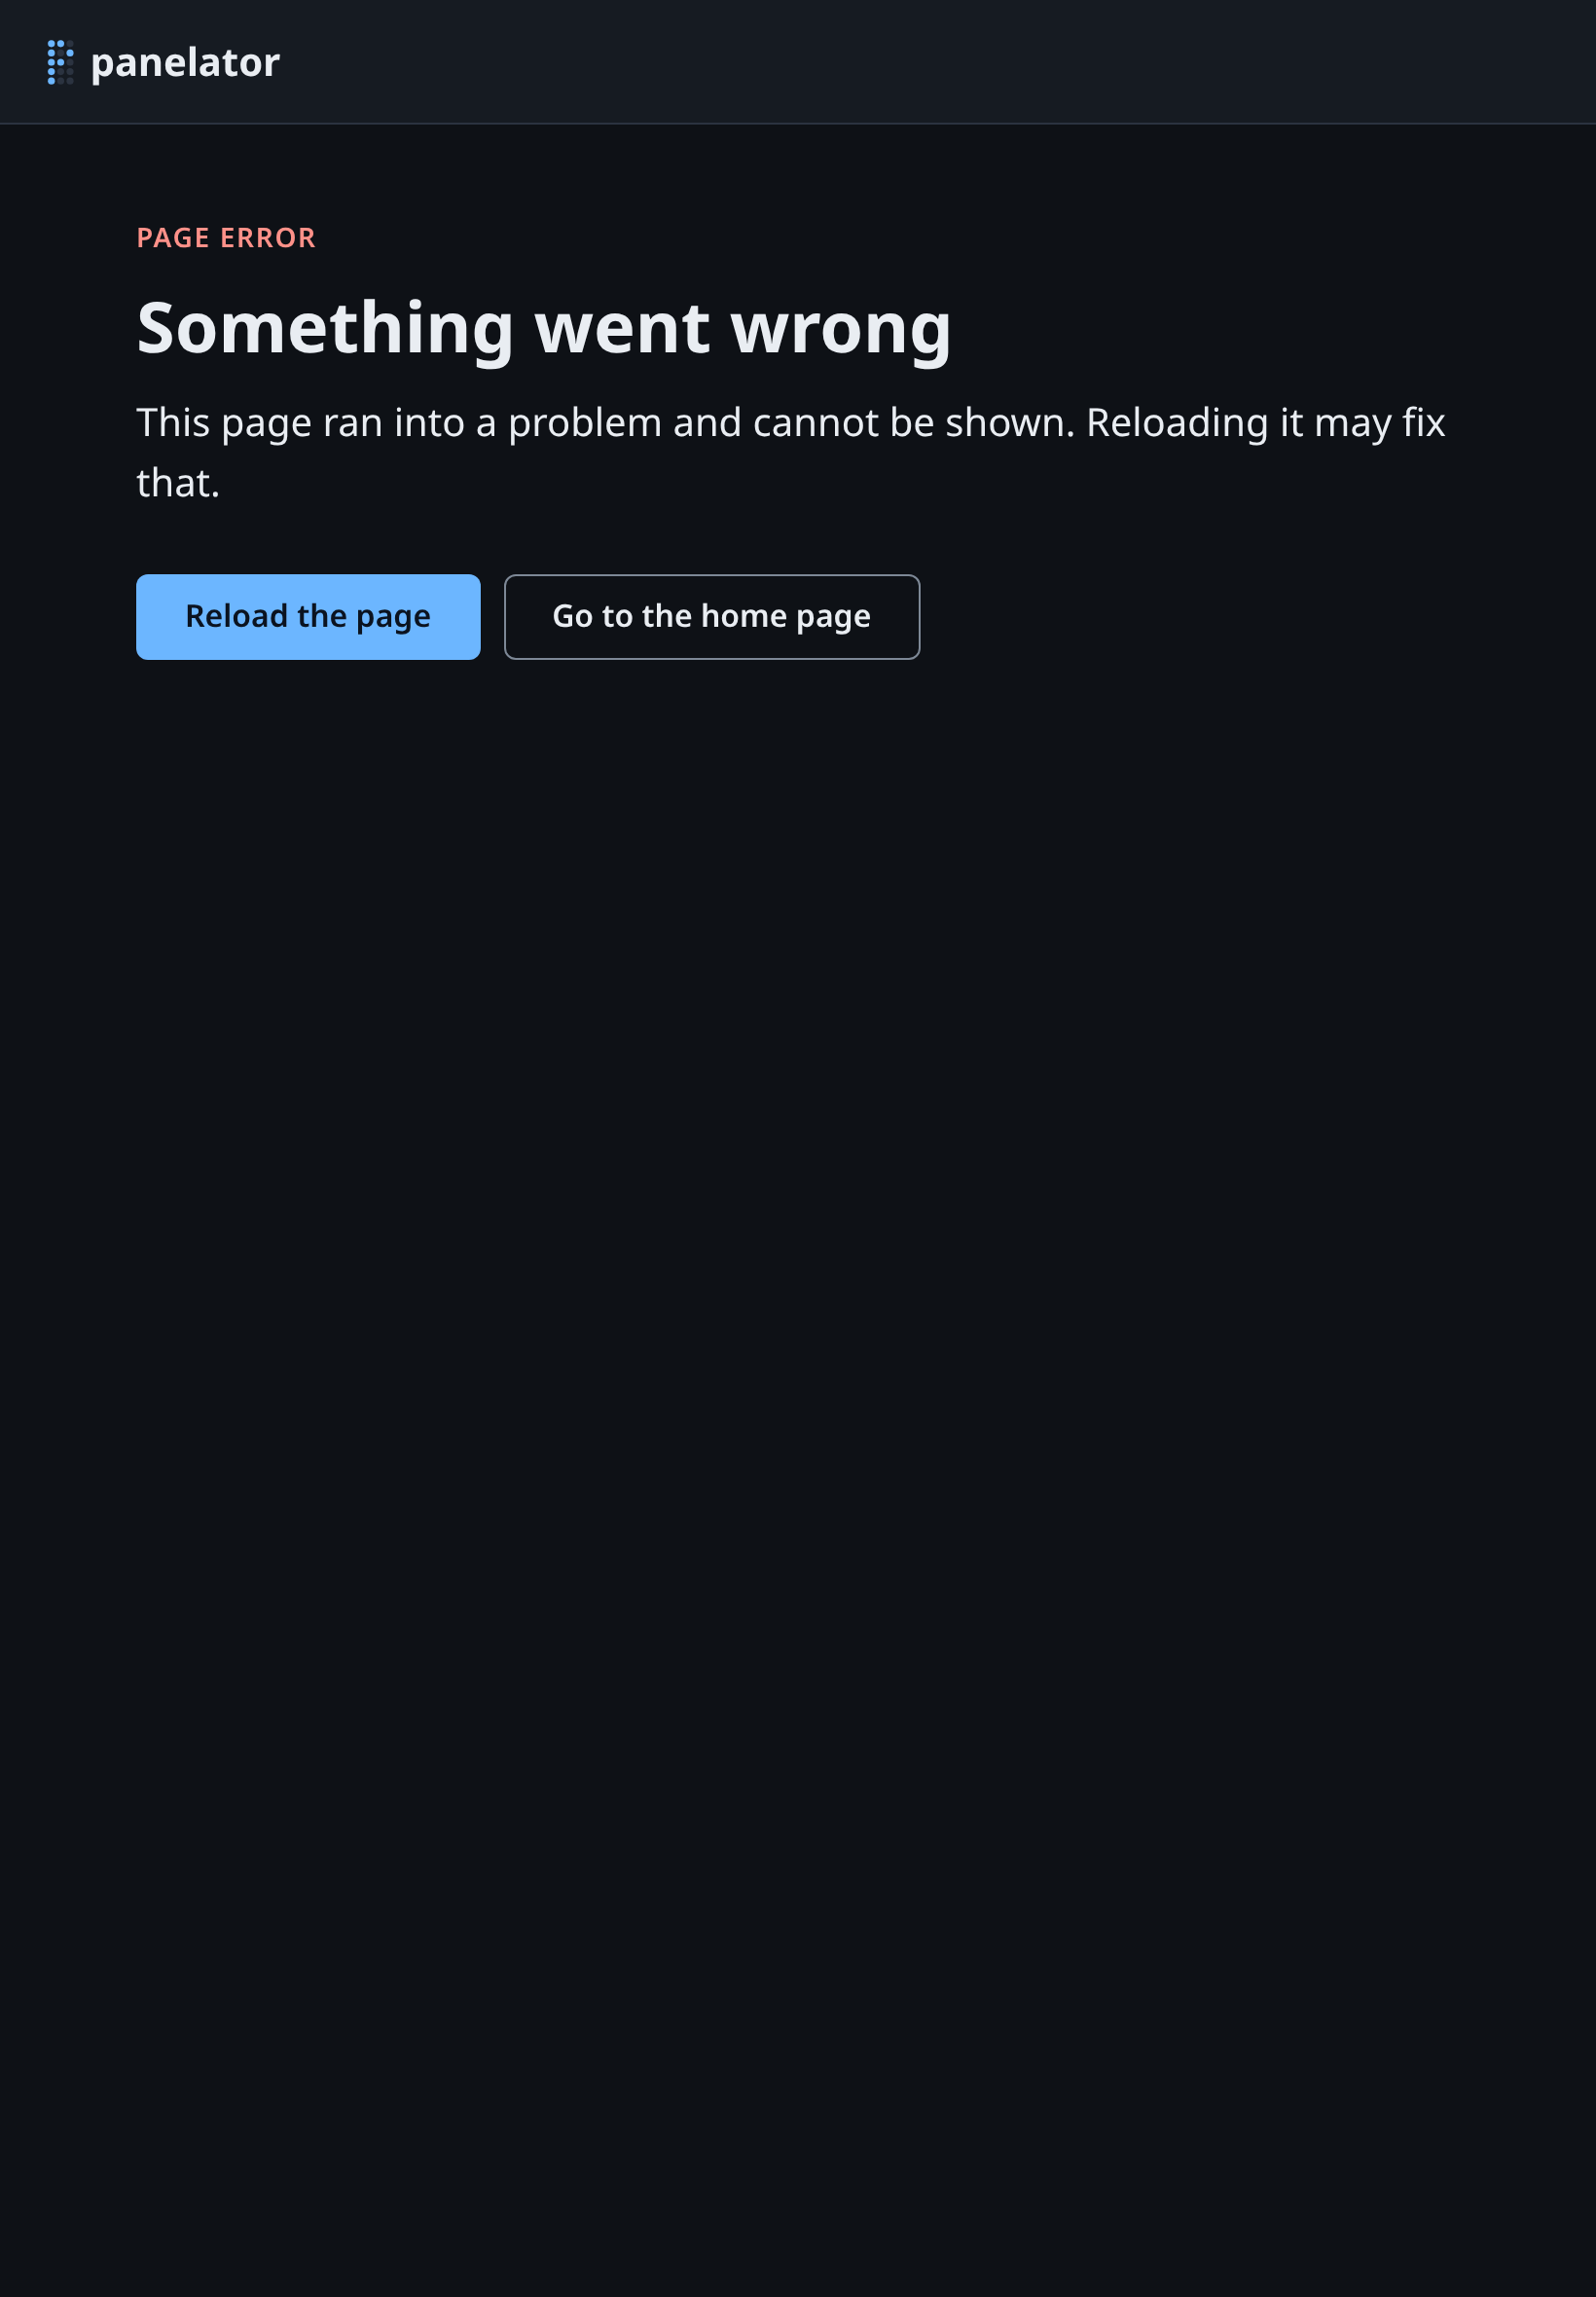 panelator
PAGE ERROR
Something went wrong
This page ran into a problem and cannot be shown. Reloading it may fix
that.
Reload the page
Go to the home page